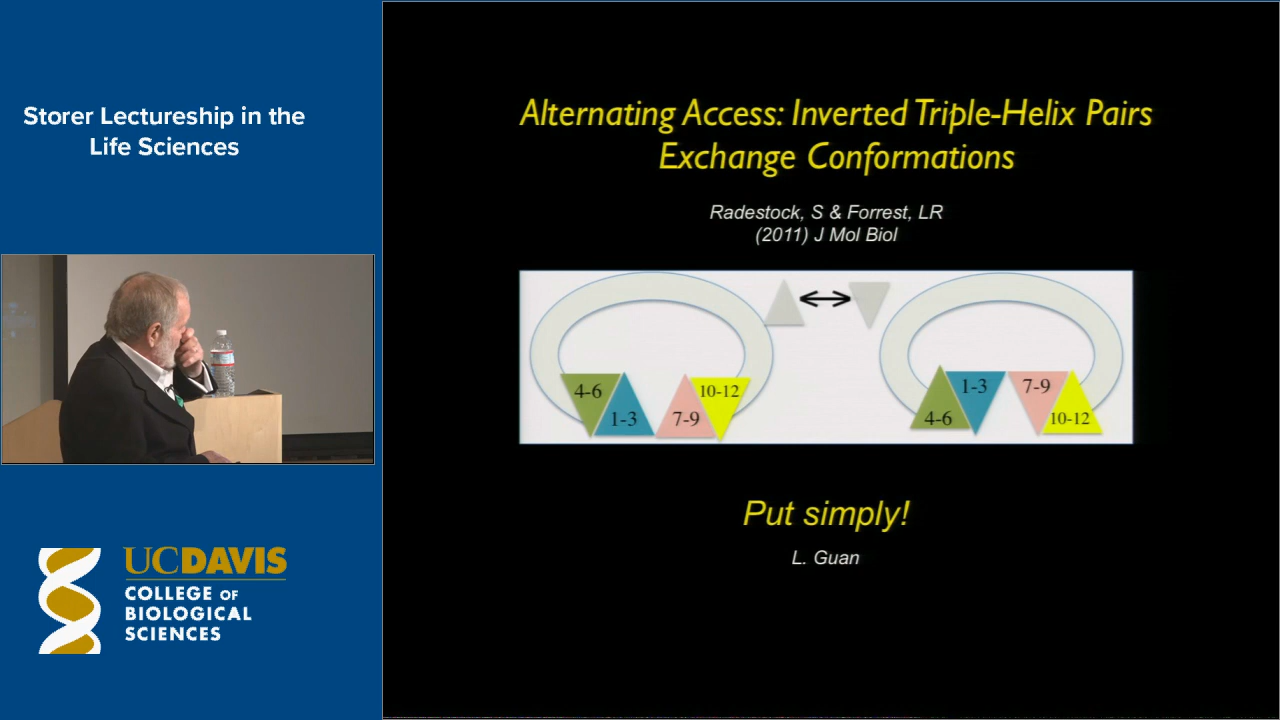 Storer Lectureship in the
Life Sciences
UCDAVIS
COLLEGE OF
BIOLOGICAL
SCIENCES
Alternating Access: Inverted Triple-Helix Pairs
Exchange Conformations
Radestock, S & Forrest, LR
(2011) J Mol Biol
4-6
1-3
7-9
10-12
4-6
1-3
7-9
10-12
Put simply!
L. Guan